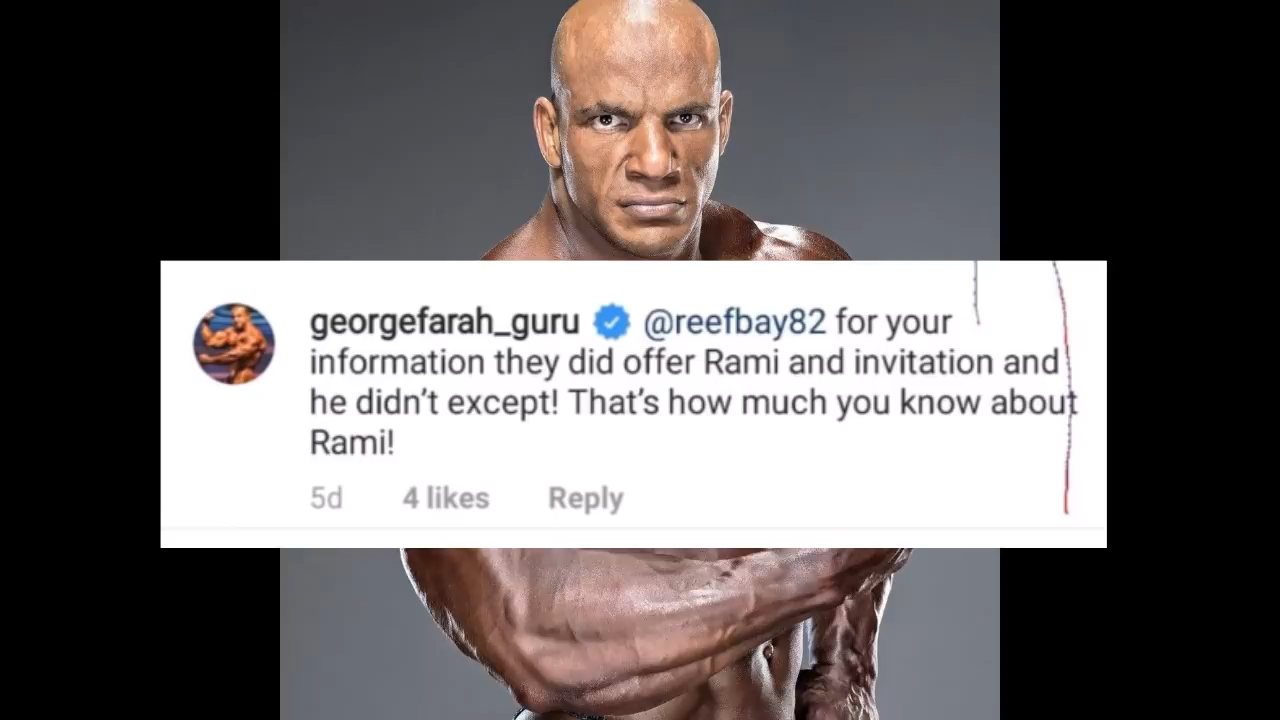 georgefarah_guru @reefbay82 for your
information they did offer Rami and invitation and
he didn't except! That's how much you know about
Rami!
5d 4 likes Reply